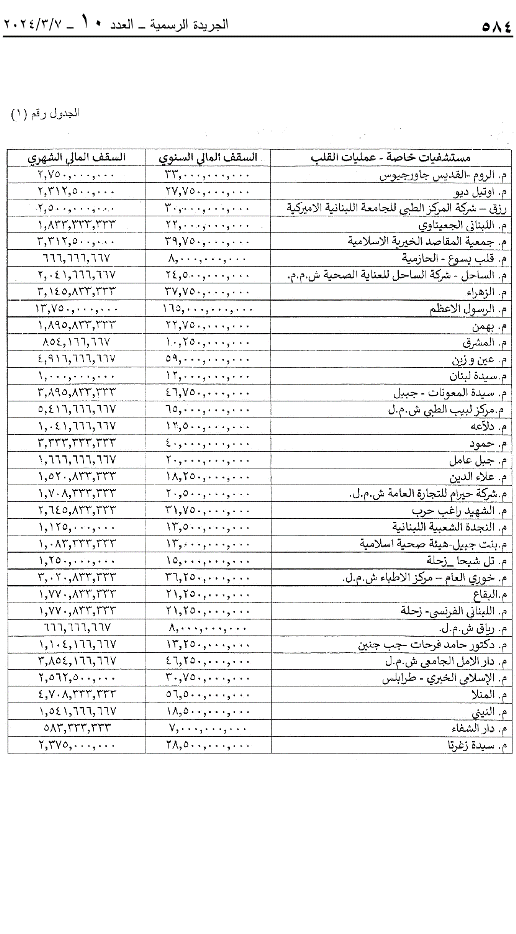 ٥٨٤ الجريدة الرسمية – العدد ١٠ – ٢٠٢٤/٣/٧
الجدول رقم (١)
مستشفيات خاصة - عمليات القلب السقف المالي السنوي السقف المالي الشهري
م. الروم -القديس جاورجيوس ٣٣,٠٠٠,٠٠٠,٠٠٠ ٢,٧٥٠,٠٠٠,٠٠٠
م. اوتيل ديو ٢٧,٧٥٠,٠٠٠,٠٠٠ ٢,٣١٢,٥٠٠,٠٠٠
رزق – شركة المركز الطبي للجامعة اللبنانية الاميركية ٣٠,٠٠٠,٠٠٠,٠٠٠ ٢,٥٠٠,٠٠٠,٠٠٠
م. اللبناني الجعيتاوي ٢٢,٠٠٠,٠٠٠,٠٠٠ ١,٨٣٣,٣٣٣,٣٣٣
م. جمعية المقاصد الخيرية الاسلامية ٣٩,٧٥٠,٠٠٠,٠٠٠ ٣,٣١٢,٥٠٠,٠٠٠
م. قلب يسوع - الحازمية ٨,٠٠٠,٠٠٠,٠٠٠ ٦٦٦,٦٦٦,٦٦٧
م. الساحل - شركة الساحل للعناية الصحية ش.م.م. ٢٤,٥٠٠,٠٠٠,٠٠٠ ٢,٠٤١,٦٦٦,٦٦٧
م. الزهراء ٣٧,٧٥٠,٠٠٠,٠٠٠ ٣,١٤٥,٨٣٣,٣٣٣
م. الرسول الاعظم ١٦٥,٠٠٠,٠٠٠,٠٠٠ ١٣,٧٥٠,٠٠٠,٠٠٠
م. بهمن ٢٢,٧٥٠,٠٠٠,٠٠٠ ١,٨٩٥,٨٣٣,٣٣٣
م. المشرق ١٠,٢٥٠,٠٠٠,٠٠٠ ٨٥٤,١٦٦,٦٦٧
م. عين و زين ٥٩,٠٠٠,٠٠٠,٠٠٠ ٤,٩١٦,٦٦٦,٦٦٧
م.سيدة لبنان ١٢,٠٠٠,٠٠٠,٠٠٠ ١,٠٠٠,٠٠٠,٠٠٠
م. سيدة المعونات - جبيل ٤٦,٧٥٠,٠٠٠,٠٠٠ ٣,٨٩٥,٨٣٣,٣٣٣
م.مركز لبيب الطبي ش.م.ل ٦٥,٠٠٠,٠٠٠,٠٠٠ ٥,٤١٦,٦٦٦,٦٦٧
م. دلاعه ١٢,٥٠٠,٠٠٠,٠٠٠ ١,٠٤١,٦٦٦,٦٦٧
م. حمود ٤٠,٠٠٠,٠٠٠,٠٠٠ ٣,٣٣٣,٣٣٣,٣٣٣
م. جبل عامل ٢٠,٠٠٠,٠٠٠,٠٠٠ ١,٦٦٦,٦٦٦,٦٦٧
م. علاء الدين ١٨,٢٥٠,٠٠٠,٠٠٠ ١,٥٢٠,٨٣٣,٣٣٣
م.شركة حيرام للتجارة العامة ش.م.ل. ٢٠,٥٠٠,٠٠٠,٠٠٠ ١,٧٠٨,٣٣٣,٣٣٣
م. الشهيد راغب حرب ٣١,٧٥٠,٠٠٠,٠٠٠ ٢,٦٤٥,٨٣٣,٣٣٣
م. النجدة الشعبية اللبنانية ١٣,٥٠٠,٠٠٠,٠٠٠ ١,١٢٥,٠٠٠,٠٠٠
م.بنت جبيل-هيئة صحية اسلامية ١٣,٠٠٠,٠٠٠,٠٠٠ ١,٠٨٣,٣٣٣,٣٣٣
م. تل شيحا _زحلة ١٥,٠٠٠,٠٠٠,٠٠٠ ١,٢٥٠,٠٠٠,٠٠٠
م. خوري العام – مركز الاطباء ش.م.ل. ٣٦,٢٥٠,٠٠٠,٠٠٠ ٣,٠٢٠,٨٣٣,٣٣٣
م.البقاع ٢١,٢٥٠,٠٠٠,٠٠٠ ١,٧٧٠,٨٣٣,٣٣٣
م. اللبناني الفرنسي- زحلة ٢١,٢٥٠,٠٠٠,٠٠٠ ١,٧٧٠,٨٣٣,٣٣٣
م. رياق ش.م.ل. ٨,٠٠٠,٠٠٠,٠٠٠ ٦٦٦,٦٦٦,٦٦٧
م. دكتور حامد فرحات -جب جنين ١٣,٢٥٠,٠٠٠,٠٠٠ ١,١٠٤,١٦٦,٦٦٧
م. دار الامل الجامعي ش.م.ل ٤٦,٢٥٠,٠٠٠,٠٠٠ ٣,٨٥٤,١٦٦,٦٦٧
م. الإسلامي الخيري - طرابلس ٣٠,٧٥٠,٠٠٠,٠٠٠ ٢,٥٦٢,٥٠٠,٠٠٠
م. المنلا ٥٦,٥٠٠,٠٠٠,٠٠٠ ٤,٧٠٨,٣٣٣,٣٣٣
م. النيني ١٨,٥٠٠,٠٠٠,٠٠٠ ١,٥٤١,٦٦٦,٦٦٧
م. دار الشفاء ٧,٠٠٠,٠٠٠,٠٠٠ ٥٨٣,٣٣٣,٣٣٣
م. سيدة زغرتا ٢٨,٥٠٠,٠٠٠,٠٠٠ ٢,٣٧٥,٠٠٠,٠٠٠